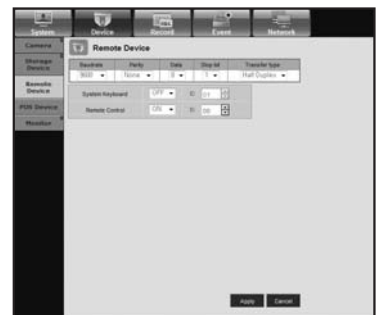 System Device Record Event Network
Camera
Remote Device
Storage
Device
Baudrate Parity Data Stop bit Transfer type
9600 None 8 1 Half Duplex
Remote
Device
System Keyboard OFF ID 01
POS Device
Remote Control ON ID 00
Monitor
Apply Cancel